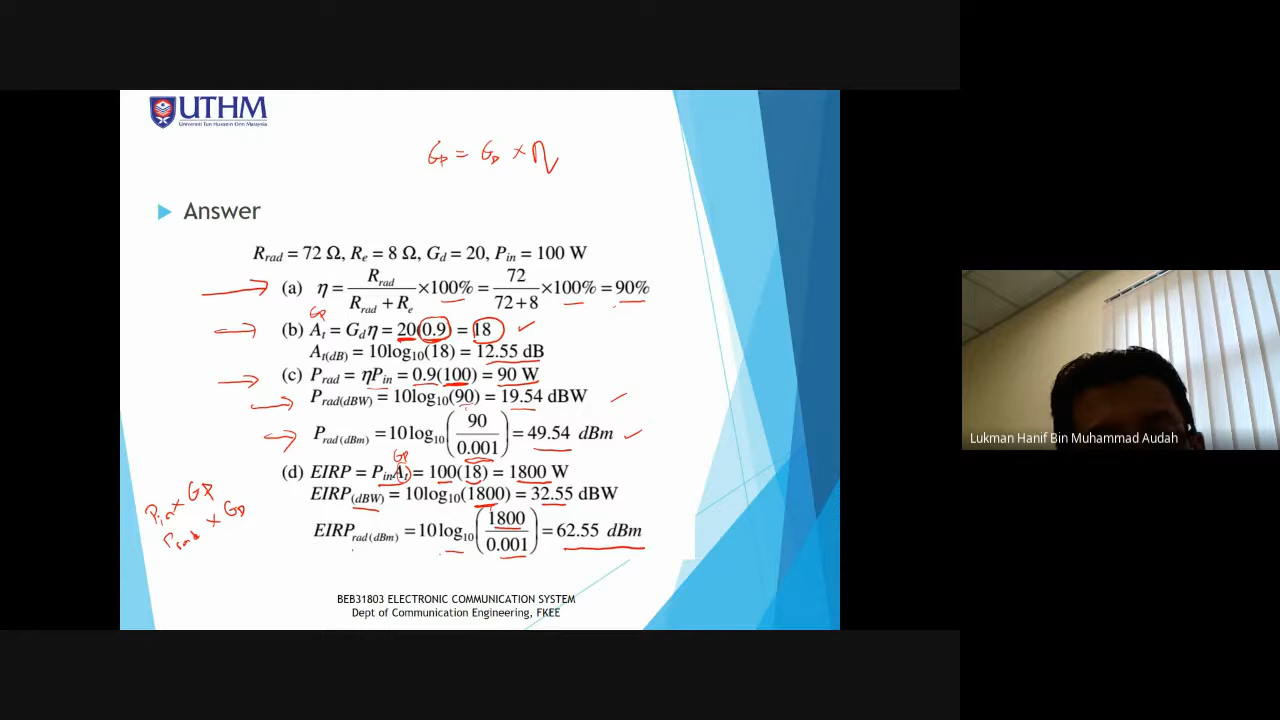 UTHM
Universiti Tun Hussein Onn Malaysia
Gp = GD × η
Answer
Rrad = 72 Ω, Re = 8 Ω, Gd = 20, Pin = 100 W
(a) η = Rrad / (Rrad + Re) ×100% = 72 / (72+8) ×100% = 90%
Gp
(b) At = Gdη = 20(0.9) = 18 ✓
At(dB) = 10log10(18) = 12.55 dB
(c) Prad = ηPin = 0.9(100) = 90 W
Prad(dBW) = 10log10(90) = 19.54 dBW
Prad(dBm) = 10log10(90 / 0.001) = 49.54 dBm ✓
Gp
(d) EIRP = PinAt = 100(18) = 1800 W
EIRP(dBW) = 10log10(1800) = 32.55 dBW
EIRPrad(dBm) = 10log10(1800 / 0.001) = 62.55 dBm
Pin × Gp
Prad × GD
BEB31803 ELECTRONIC COMMUNICATION SYSTEM
Dept of Communication Engineering, FKEE
Lukman Hanif Bin Muhammad Audah